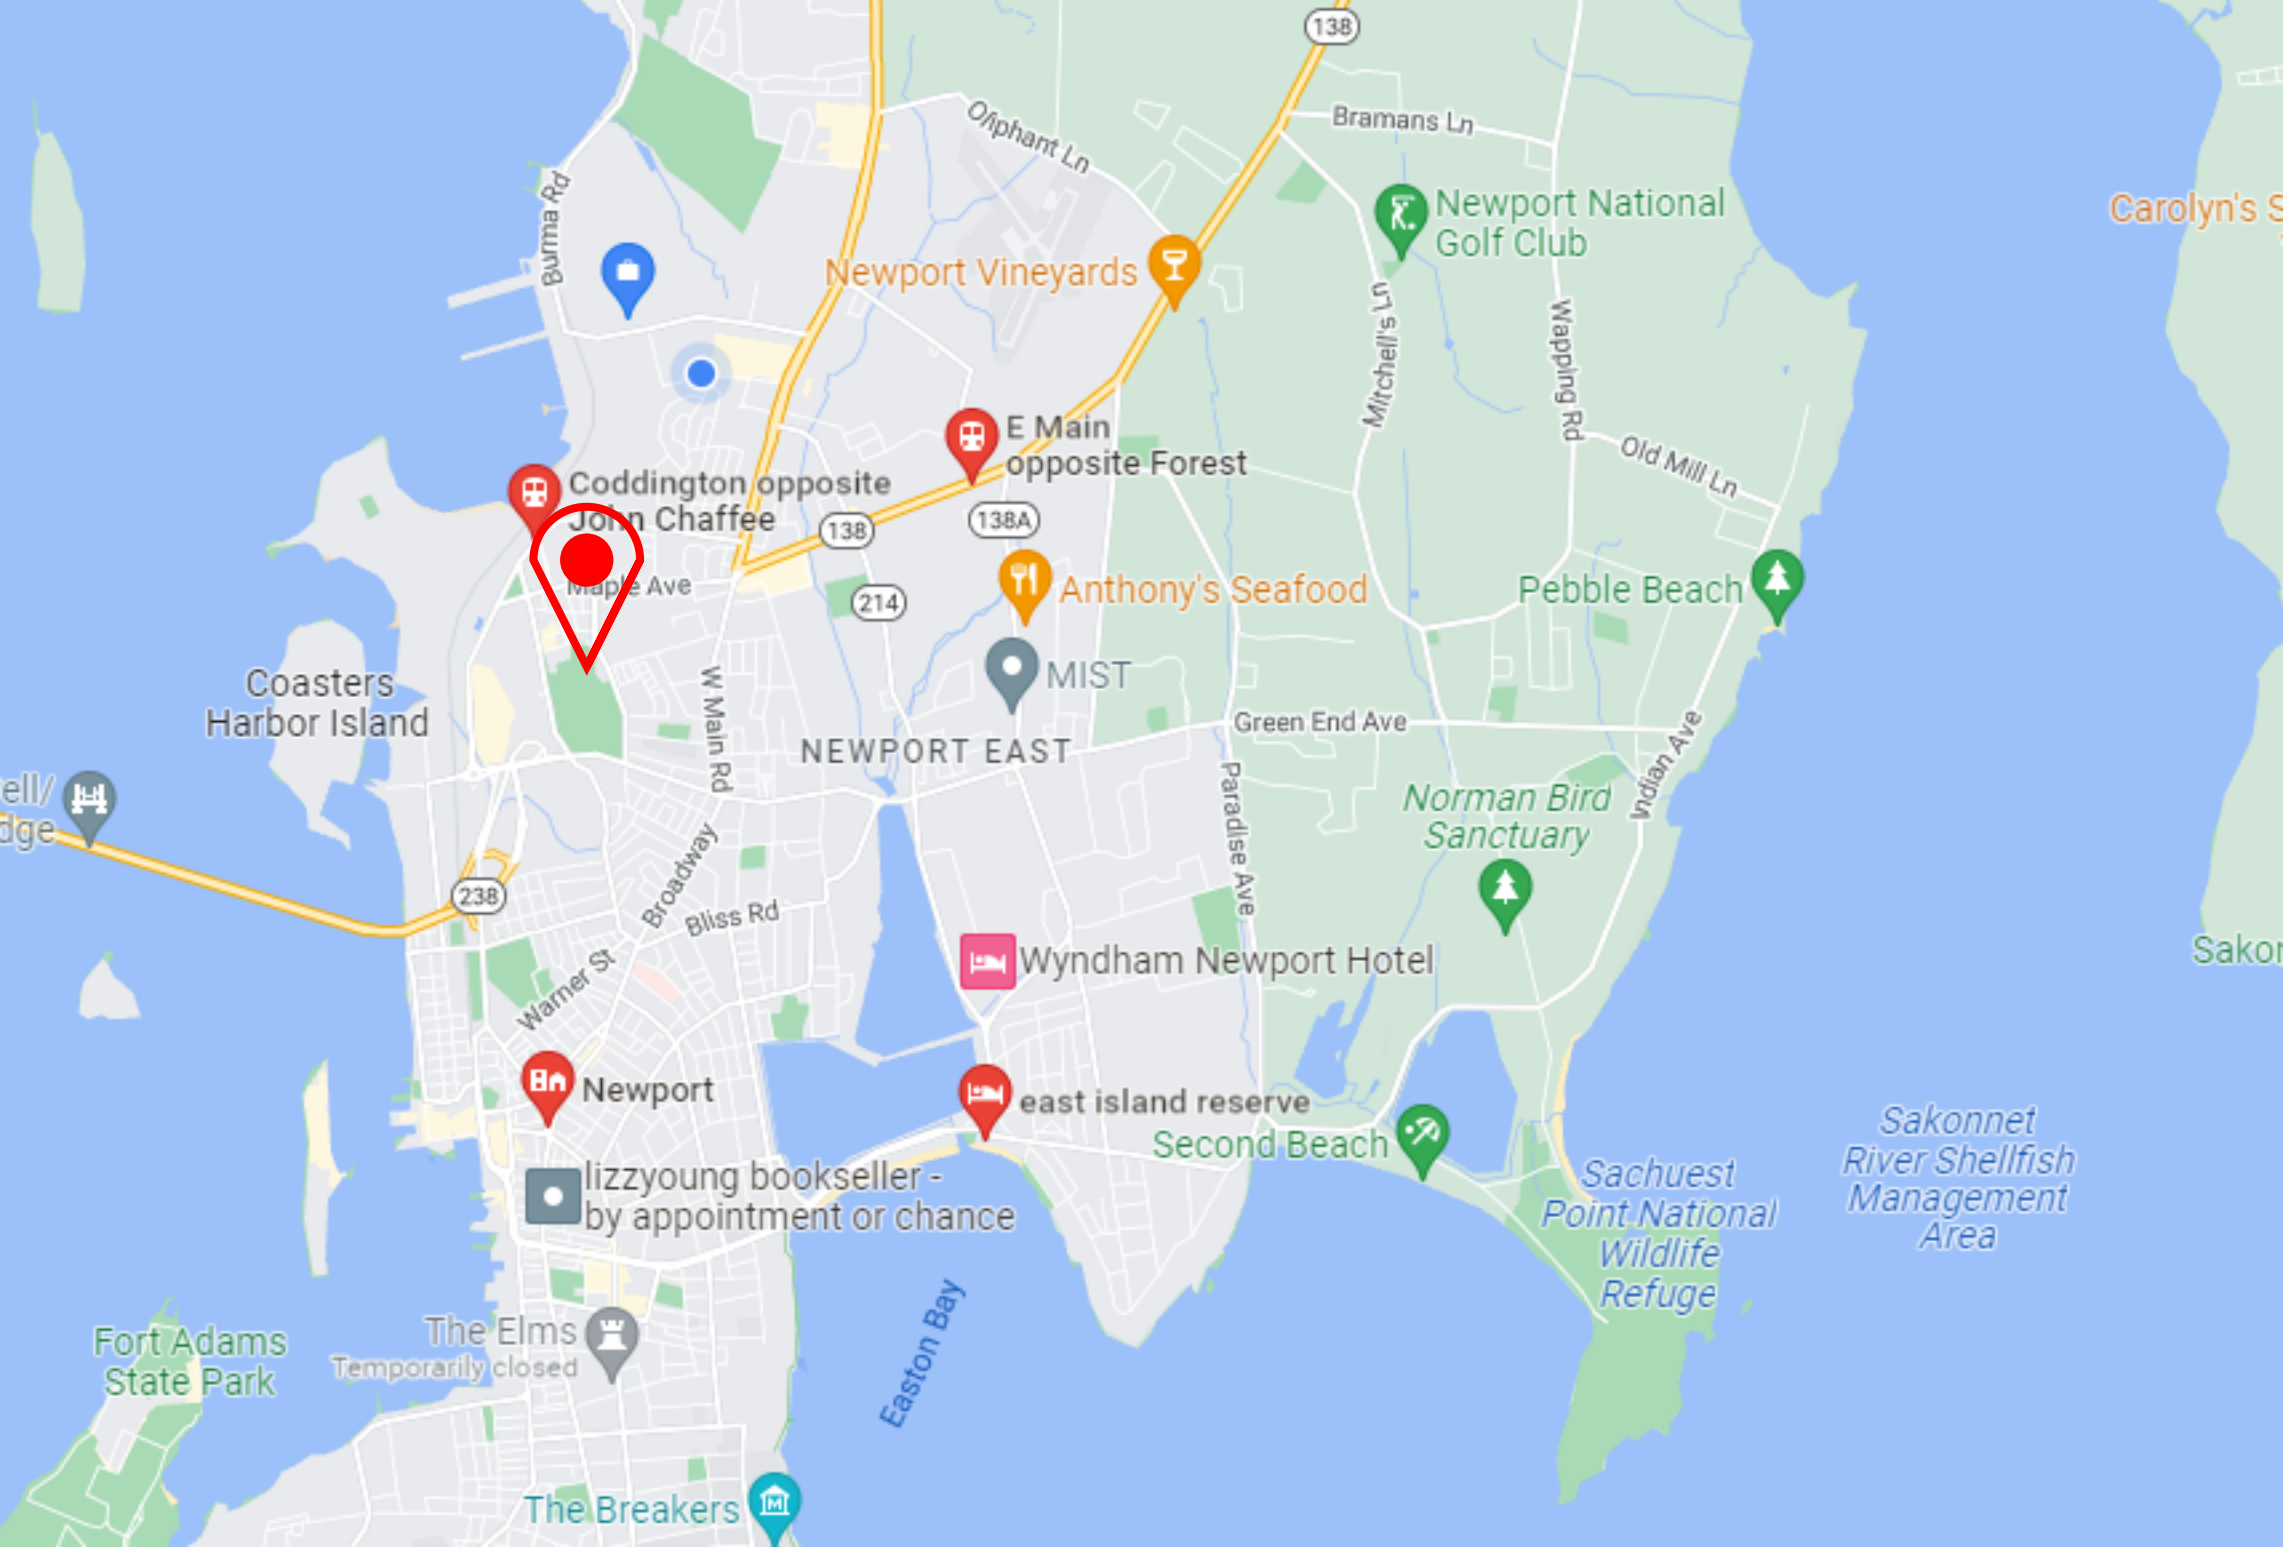 138
Oliphant Ln
Bramans Ln
Burma Rd
Newport National
Golf Club
Carolyn's S
Newport Vineyards
Mitchell's Ln
Wapping Rd
E Main
opposite Forest
Old Mill Ln
Coddington opposite
John Chaffee
138
138A
Maple Ave
214
Anthony's Seafood
Pebble Beach
Coasters
Harbor Island
W Main Rd
MIST
NEWPORT EAST
Green End Ave
Indian Ave
ell/
dge
Paradise Ave
Norman Bird
Sanctuary
238
Broadway
Bliss Rd
Warner St
Wyndham Newport Hotel
Sakon
Newport
east island reserve
Second Beach
lizzyoung bookseller -
by appointment or chance
Sachuest
Point National
Wildlife
Refuge
Sakonnet
River Shellfish
Management
Area
Easton Bay
Fort Adams
State Park
The Elms
Temporarily closed
The Breakers